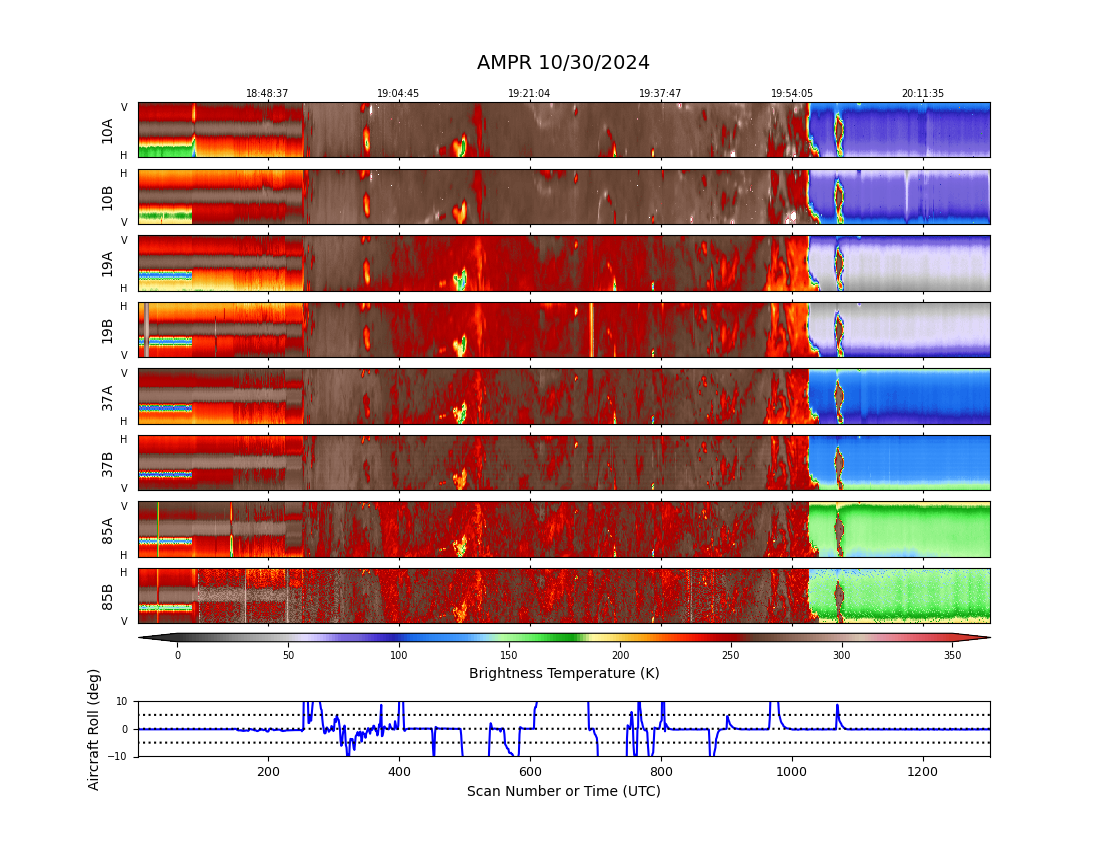 AMPR 10/30/2024
18:48:37 19:04:45 19:21:04 19:37:47 19:54:05 20:11:35
V
10A
H
H
10B
V
V
19A
H
H
19B
V
V
37A
H
H
37B
V
V
85A
H
H
85B
V
0 50 100 150 200 250 300 350
Brightness Temperature (K)
Aircraft Roll (deg)
10
0
−10
200 400 600 800 1000 1200
Scan Number or Time (UTC)